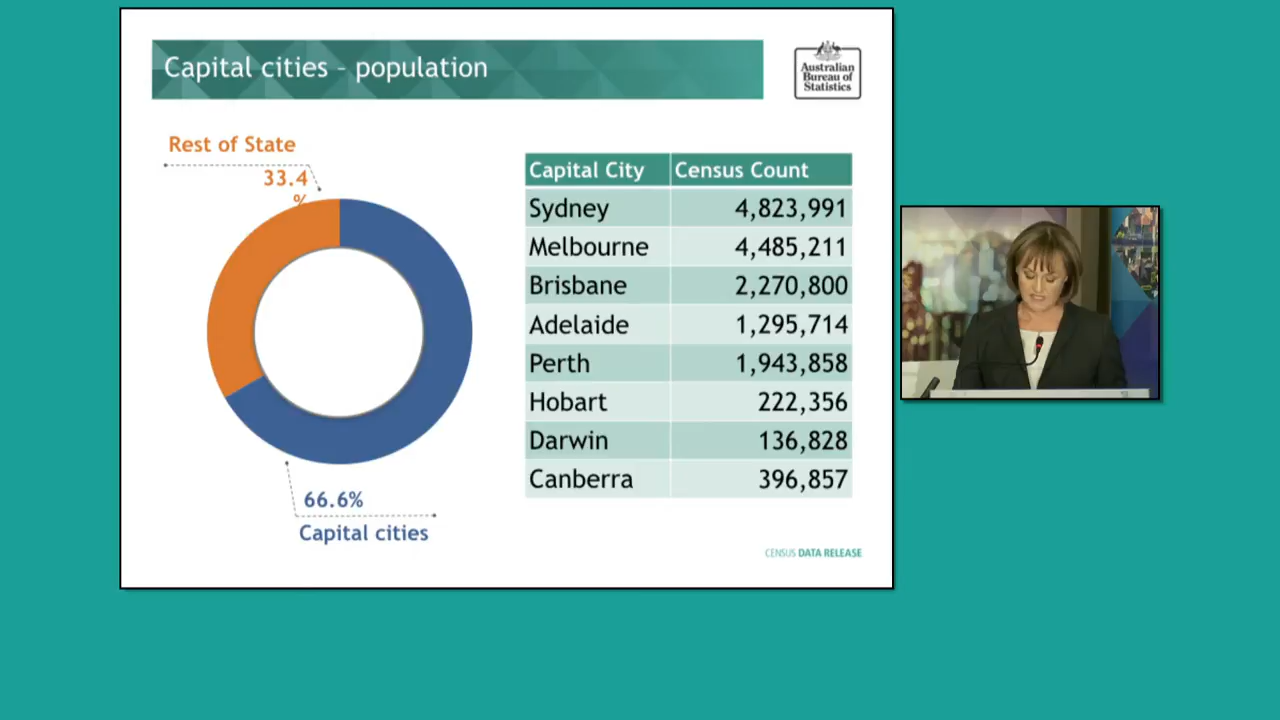 Capital cities – population
Australian
Bureau of
Statistics
Rest of State
33.4
%
66.6%
Capital cities
Capital City Census Count
Sydney 4,823,991
Melbourne 4,485,211
Brisbane 2,270,800
Adelaide 1,295,714
Perth 1,943,858
Hobart 222,356
Darwin 136,828
Canberra 396,857
CENSUS DATA RELEASE